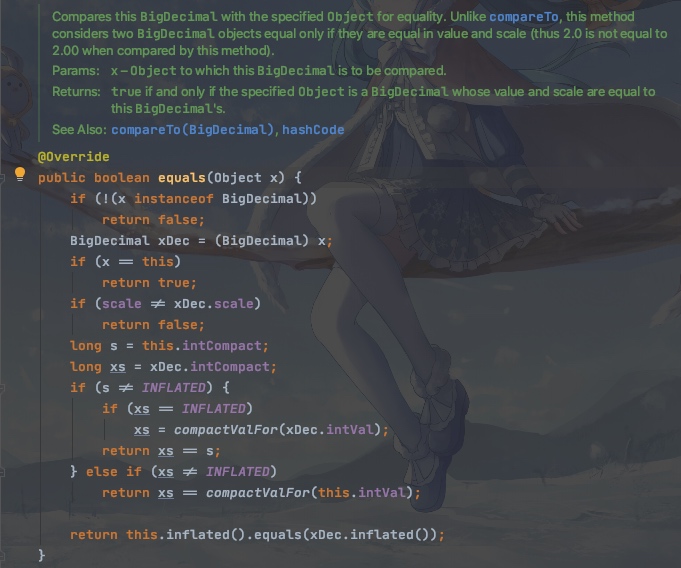 Compares this BigDecimal with the specified Object for equality. Unlike compareTo, this method
considers two BigDecimal objects equal only if they are equal in value and scale (thus 2.0 is not equal to
2.00 when compared by this method).
Params: x – Object to which this BigDecimal is to be compared.
Returns: true if and only if the specified Object is a BigDecimal whose value and scale are equal to
this BigDecimal's.
See Also: compareTo(BigDecimal), hashCode
@Override
public boolean equals(Object x) {
    if (!(x instanceof BigDecimal))
        return false;
    BigDecimal xDec = (BigDecimal) x;
    if (x == this)
        return true;
    if (scale != xDec.scale)
        return false;
    long s = this.intCompact;
    long xs = xDec.intCompact;
    if (s != INFLATED) {
        if (xs == INFLATED)
            xs = compactValFor(xDec.intVal);
        return xs == s;
    } else if (xs != INFLATED)
        return xs == compactValFor(this.intVal);
    return this.inflated().equals(xDec.inflated());
}